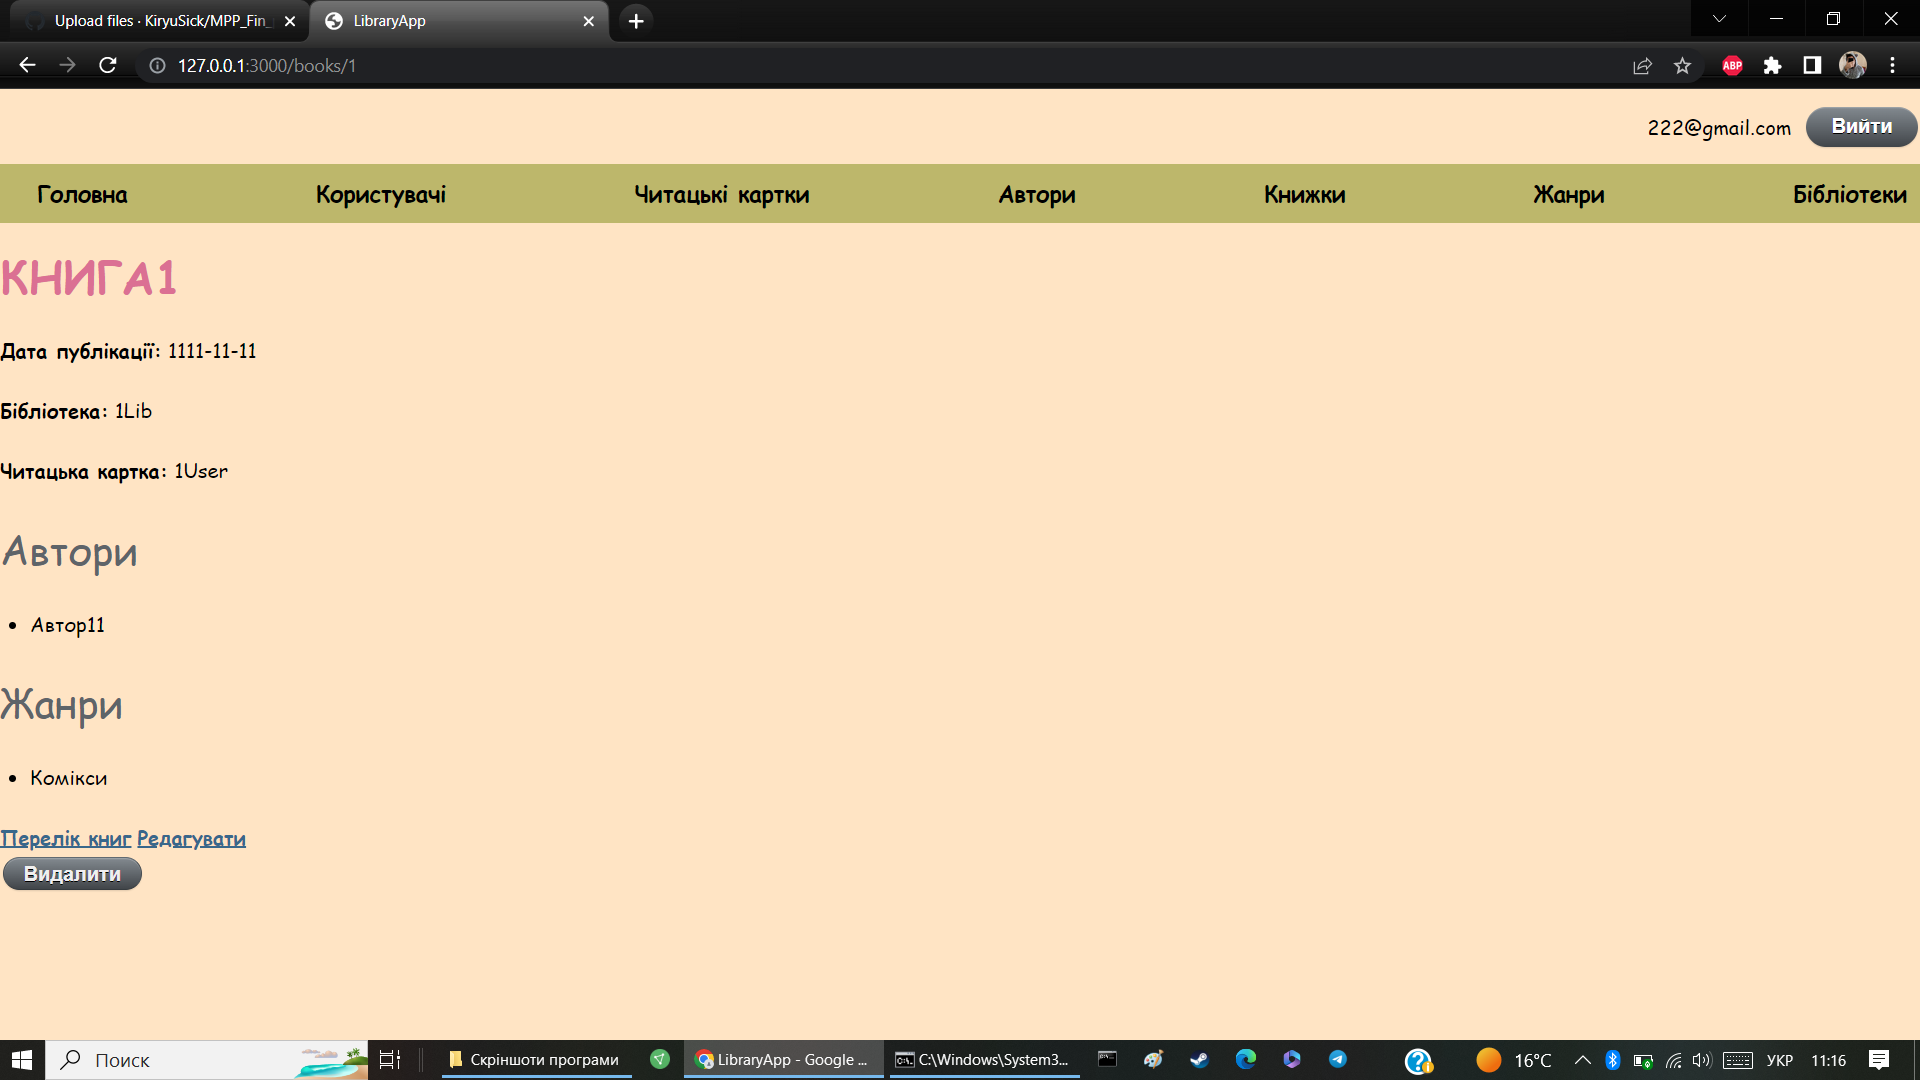 Upload files · KiryuSick/MPP_Fin_
LibraryApp
127.0.0.1:3000/books/1
ABP
222@gmail.com Вийти
Головна Користувачі Читацькі картки Автори Книжки Жанри Бібліотеки
КНИГА1
Дата публікації: 1111-11-11
Бібліотека: 1Lib
Читацька картка: 1User
Автори
Автор11
Жанри
Комікси
Перелік книг Редагувати
Видалити
Поиск
Скріншоти програми
LibraryApp - Google ...
C:\Windows\System3...
16°C
УКР
11:16